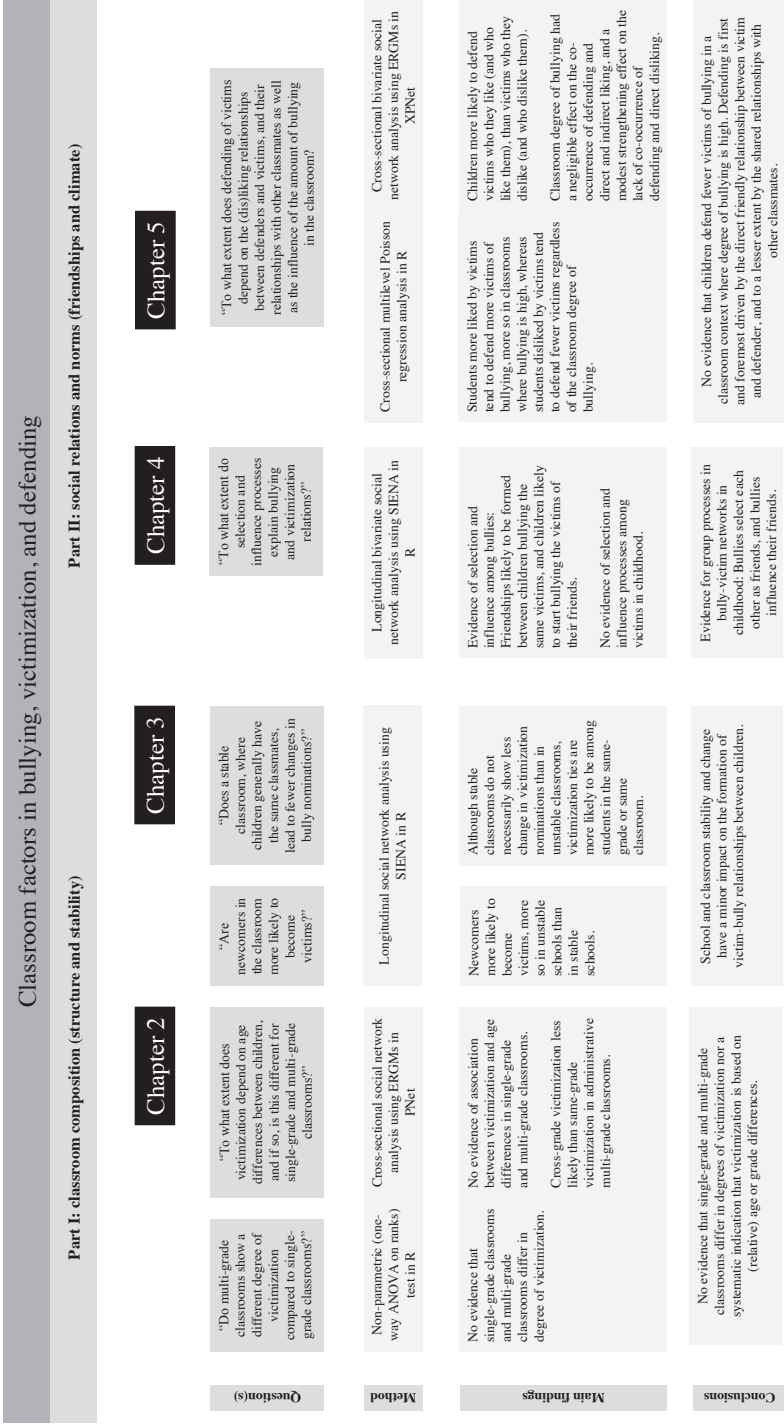 Classroom factors in bullying, victimization, and defending
Part I: classroom composition (structure and stability)
Part II: social relations and norms (friendships and climate)
Chapter 2
Chapter 3
Chapter 4
Chapter 5
Question(s)
“Do multi-grade
classrooms show a
different degree of
victimization
compared to single-
grade classrooms?”
“To what extent does
victimization depend on age
differences between children,
and if so, is this different for
single-grade and multi-grade
classrooms?”
“Are
newcomers in
the classroom
more likely to
become
victims?”
“Does a stable
classroom, where
children generally have
the same classmates,
lead to fewer changes in
bully nominations?”
“To what extent do
selection and
influence processes
explain bullying
and victimization
relations?”
“To what extent does defending of victims
depend on the (dis)liking relationships
between defenders and victims, and their
relationships with other classmates as well
as the influence of the amount of bullying
in the classroom?
Method
Non-parametric (one-
way ANOVA on ranks)
test in R
Cross-sectional social network
analysis using ERGMs in
PNet
Longitudinal social network analysis using
SIENA in R
Longitudinal bivariate social
network analysis using SIENA in
R
Cross-sectional multilevel Poisson
regression analysis in R
Cross-sectional bivariate social
network analysis using ERGMs in
XPNet
Main findings
No evidence that
single-grade classrooms
and multi-grade
classrooms differ in
degree of victimization.
No evidence of association
between victimization and age
differences in single-grade
and multi-grade classrooms.
Cross-grade victimization less
likely than same-grade
victimization in administrative
multi-grade classrooms.
Newcomers
more likely to
become
victims, more
so in unstable
schools than
in stable
schools.
Although stable
classrooms do not
necessarily show less
change in victimization
nominations than in
unstable classrooms,
victimization ties are
more likely to be among
students in the same-
grade or same
classroom.
Evidence of selection and
influence among bullies:
Friendships likely to be formed
between children bullying the
same victims, and children likely
to start bullying the victims of
their friends.
No evidence of selection and
influence processes among
victims in childhood.
Students more liked by victims
tend to defend more victims of
bullying, more so in classrooms
where bullying is high, whereas
students disliked by victims tend
to defend fewer victims regardless
of the classroom degree of
bullying.
Children more likely to defend
victims who they like (and who
like them), than victims who they
dislike (and who dislike them).
Classroom degree of bullying had
a negligible effect on the co-
occurrence of defending and
direct and indirect liking, and a
modest strengthening effect on the
lack of co-occurrence of
defending and direct disliking.
Conclusions
No evidence that single-grade and multi-grade
classrooms differ in degrees of victimization nor a
systematic indication that victimization is based on
(relative) age or grade differences.
School and classroom stability and change
have a minor impact on the formation of
victim-bully relationships between children.
Evidence for group processes in
bully-victim networks in
childhood: Bullies select each
other as friends, and bullies
influence their friends.
No evidence that children defend fewer victims of bullying in a
classroom context where degree of bullying is high. Defending is first
and foremost driven by the direct friendly relationship between victim
and defender, and to a lesser extent by the shared relationships with
other classmates.